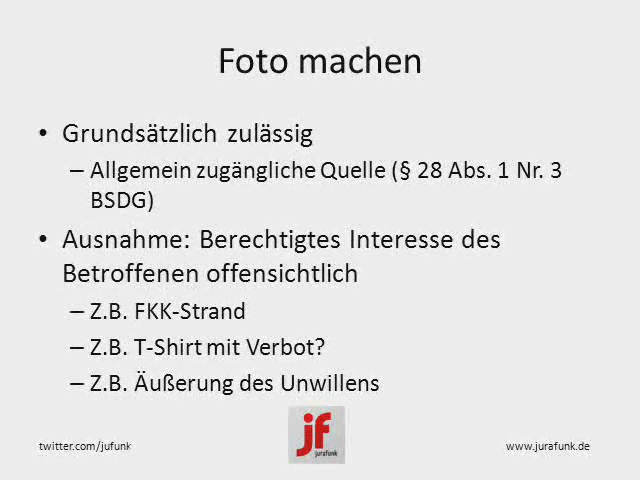 Foto machen
• Grundsätzlich zulässig
– Allgemein zugängliche Quelle (§ 28 Abs. 1 Nr. 3
BSDG)
• Ausnahme: Berechtigtes Interesse des
Betroffenen offensichtlich
– Z.B. FKK-Strand
– Z.B. T-Shirt mit Verbot?
– Z.B. Äußerung des Unwillens
jf
jurafunk
twitter.com/jufunk
www.jurafunk.de